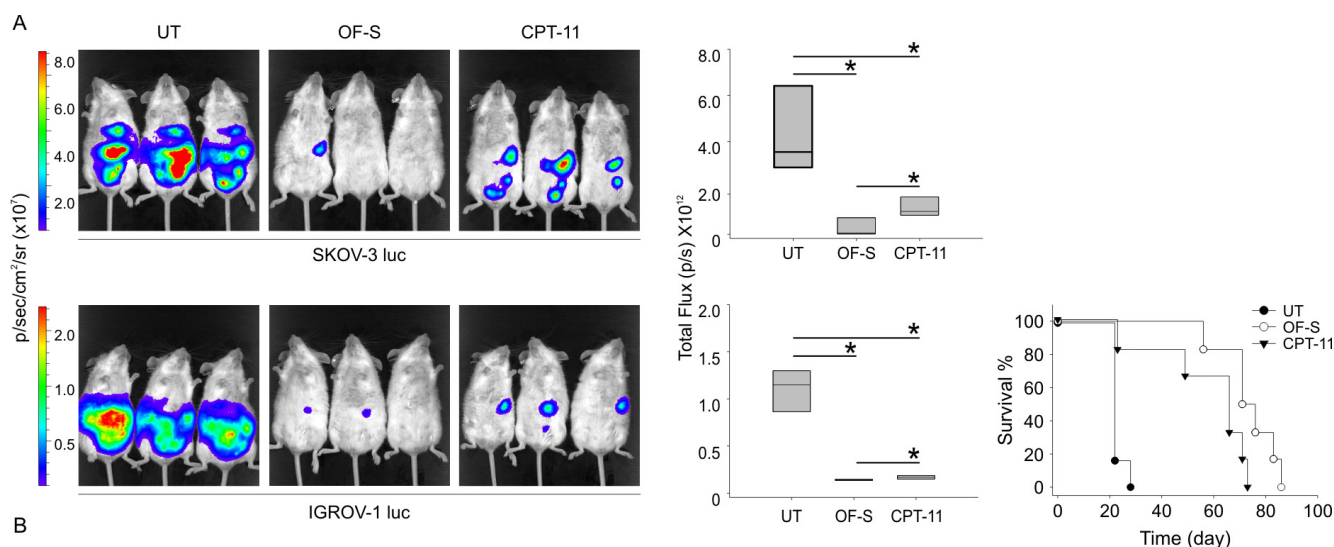 A
UT OF-S CPT-11
8.0
6.0
4.0
2.0
SKOV-3 luc
p/sec/cm²/sr (x10⁷)
2.0
1.0
0.5
IGROV-1 luc
B
8.0
6.0
4.0
2.0
0
* * *
UT OF-S CPT-11
Total Flux (p/s) X10¹²
2.0
1.5
1.0
0.5
0
* * *
UT OF-S CPT-11
UT
OF-S
CPT-11
Survival %
100
80
60
40
20
0
0 20 40 60 80 100
Time (day)